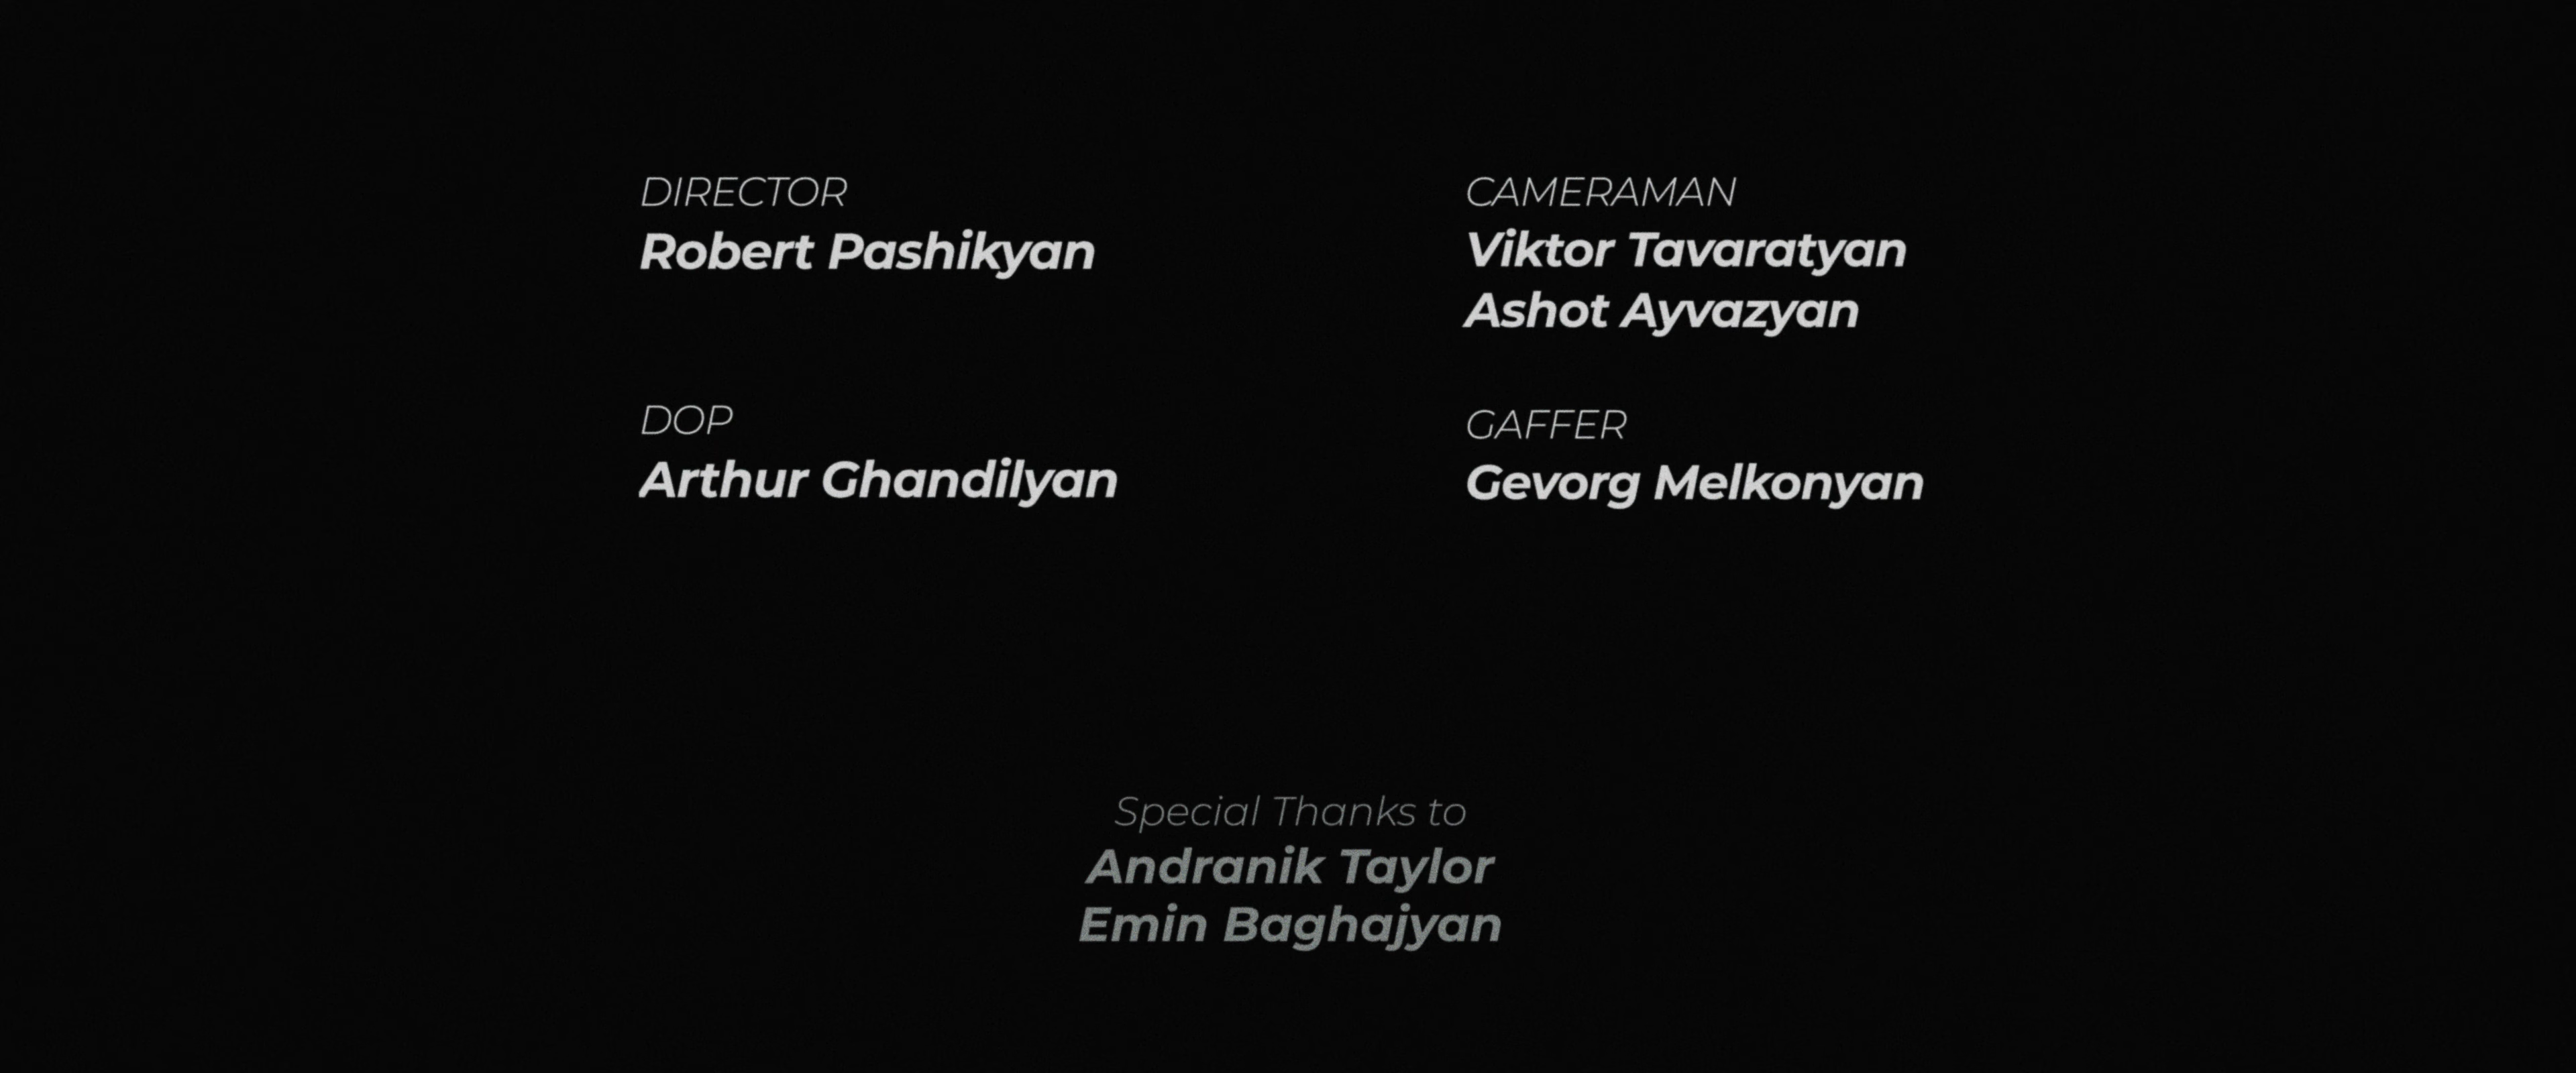 DIRECTOR
Robert Pashikyan
CAMERAMAN
Viktor Tavaratyan
Ashot Ayvazyan
DOP
Arthur Ghandilyan
GAFFER
Gevorg Melkonyan
Special Thanks to
Andranik Taylor
Emin Baghajyan